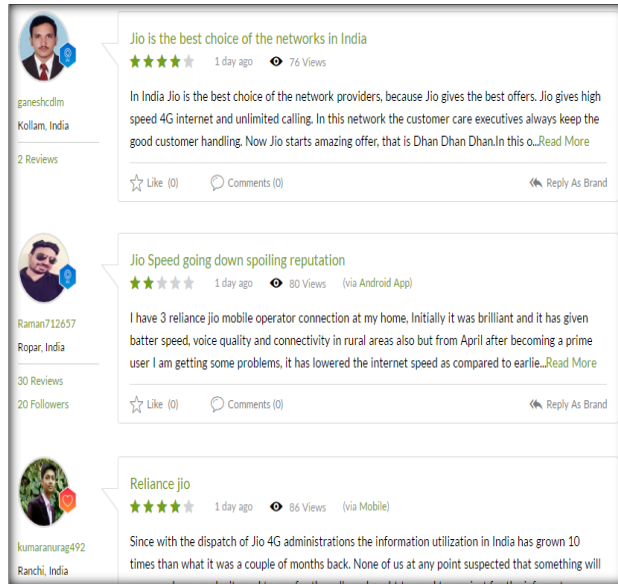 Jio is the best choice of the networks in India
1 day ago 76 Views
ganeshcdlm
Kollam, India
2 Reviews
In India Jio is the best choice of the network providers, because Jio gives the best offers. Jio gives high
speed 4G internet and unlimited calling. In this network the customer care executives always keep the
good customer handling. Now Jio starts amazing offer, that is Dhan Dhan Dhan.In this o...Read More
Like (0) Comments (0) Reply As Brand
Jio Speed going down spoiling reputation
1 day ago 80 Views (via Android App)
Raman712657
Ropar, India
30 Reviews
20 Followers
I have 3 reliance jio mobile operator connection at my home, Initially it was brilliant and it has given
batter speed, voice quality and connectivity in rural areas also but from April after becoming a prime
user I am getting some problems, it has lowered the internet speed as compared to earlie...Read More
Like (0) Comments (0) Reply As Brand
Reliance jio
1 day ago 86 Views (via Mobile)
kumaranurag492
Ranchi, India
Since with the dispatch of Jio 4G administrations the information utilization in India has grown 10
times than what it was a couple of months back. None of us at any point suspected that something will